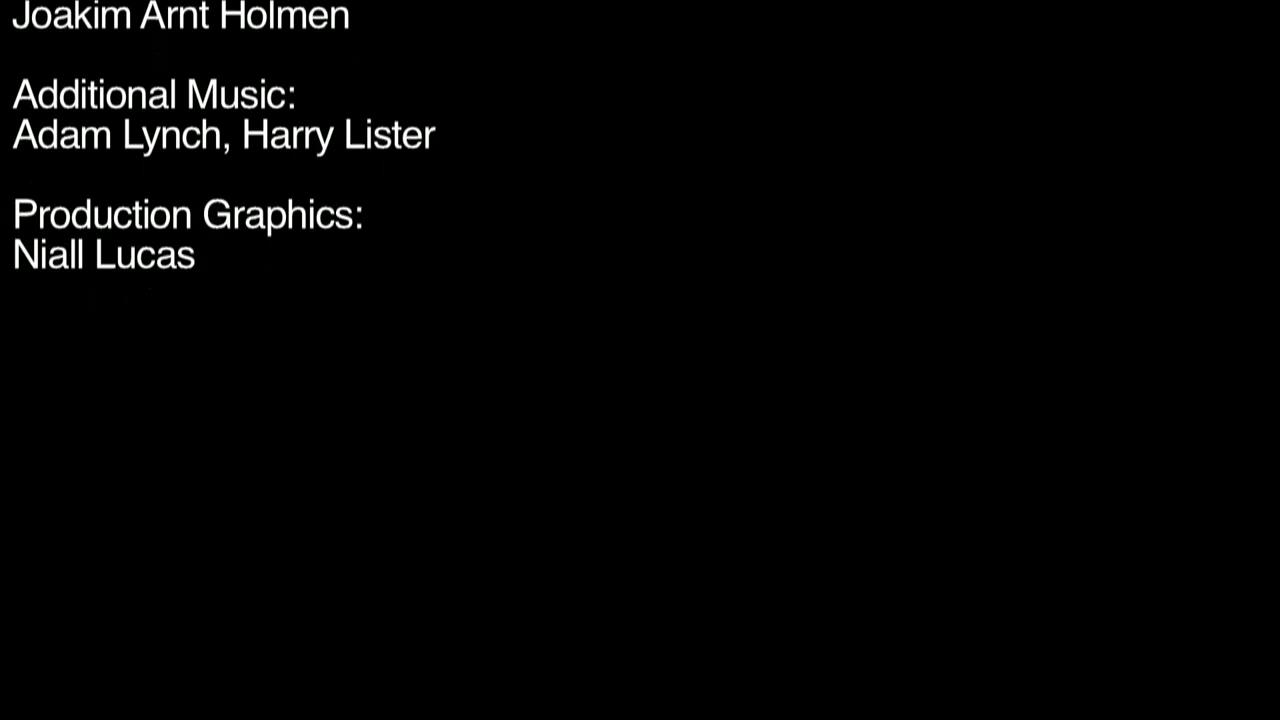 Joakim Arnt Holmen
Additional Music:
Adam Lynch, Harry Lister
Production Graphics:
Niall Lucas